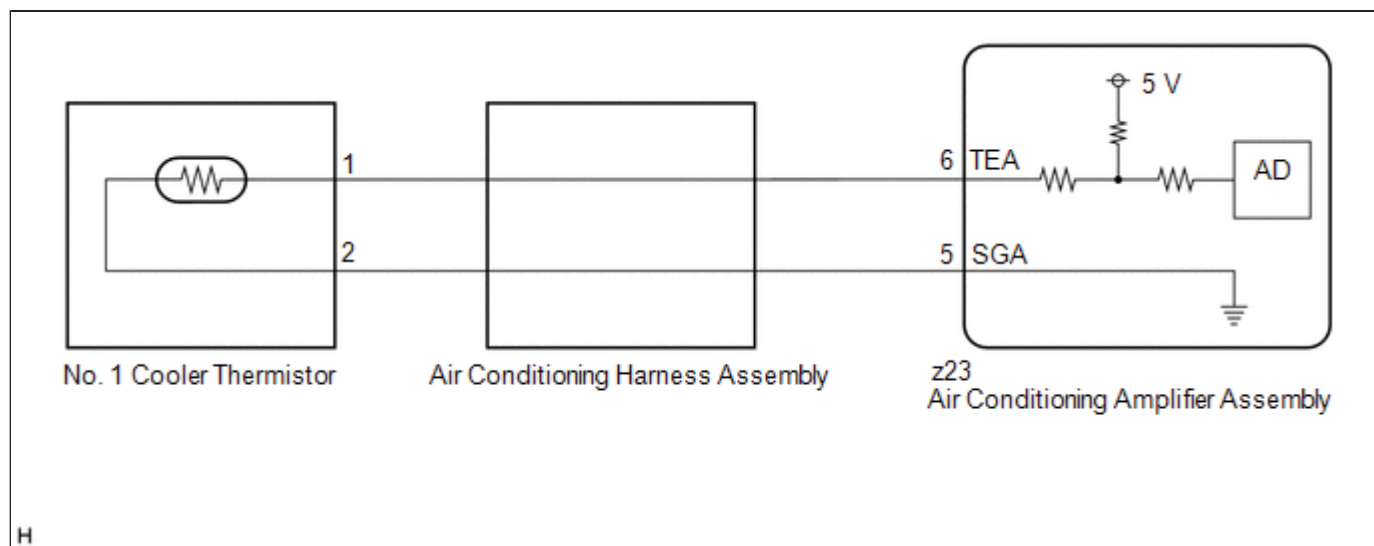 5 V
1
6 TEA
AD
2
5 SGA
No. 1 Cooler Thermistor
Air Conditioning Harness Assembly
z23
Air Conditioning Amplifier Assembly
H